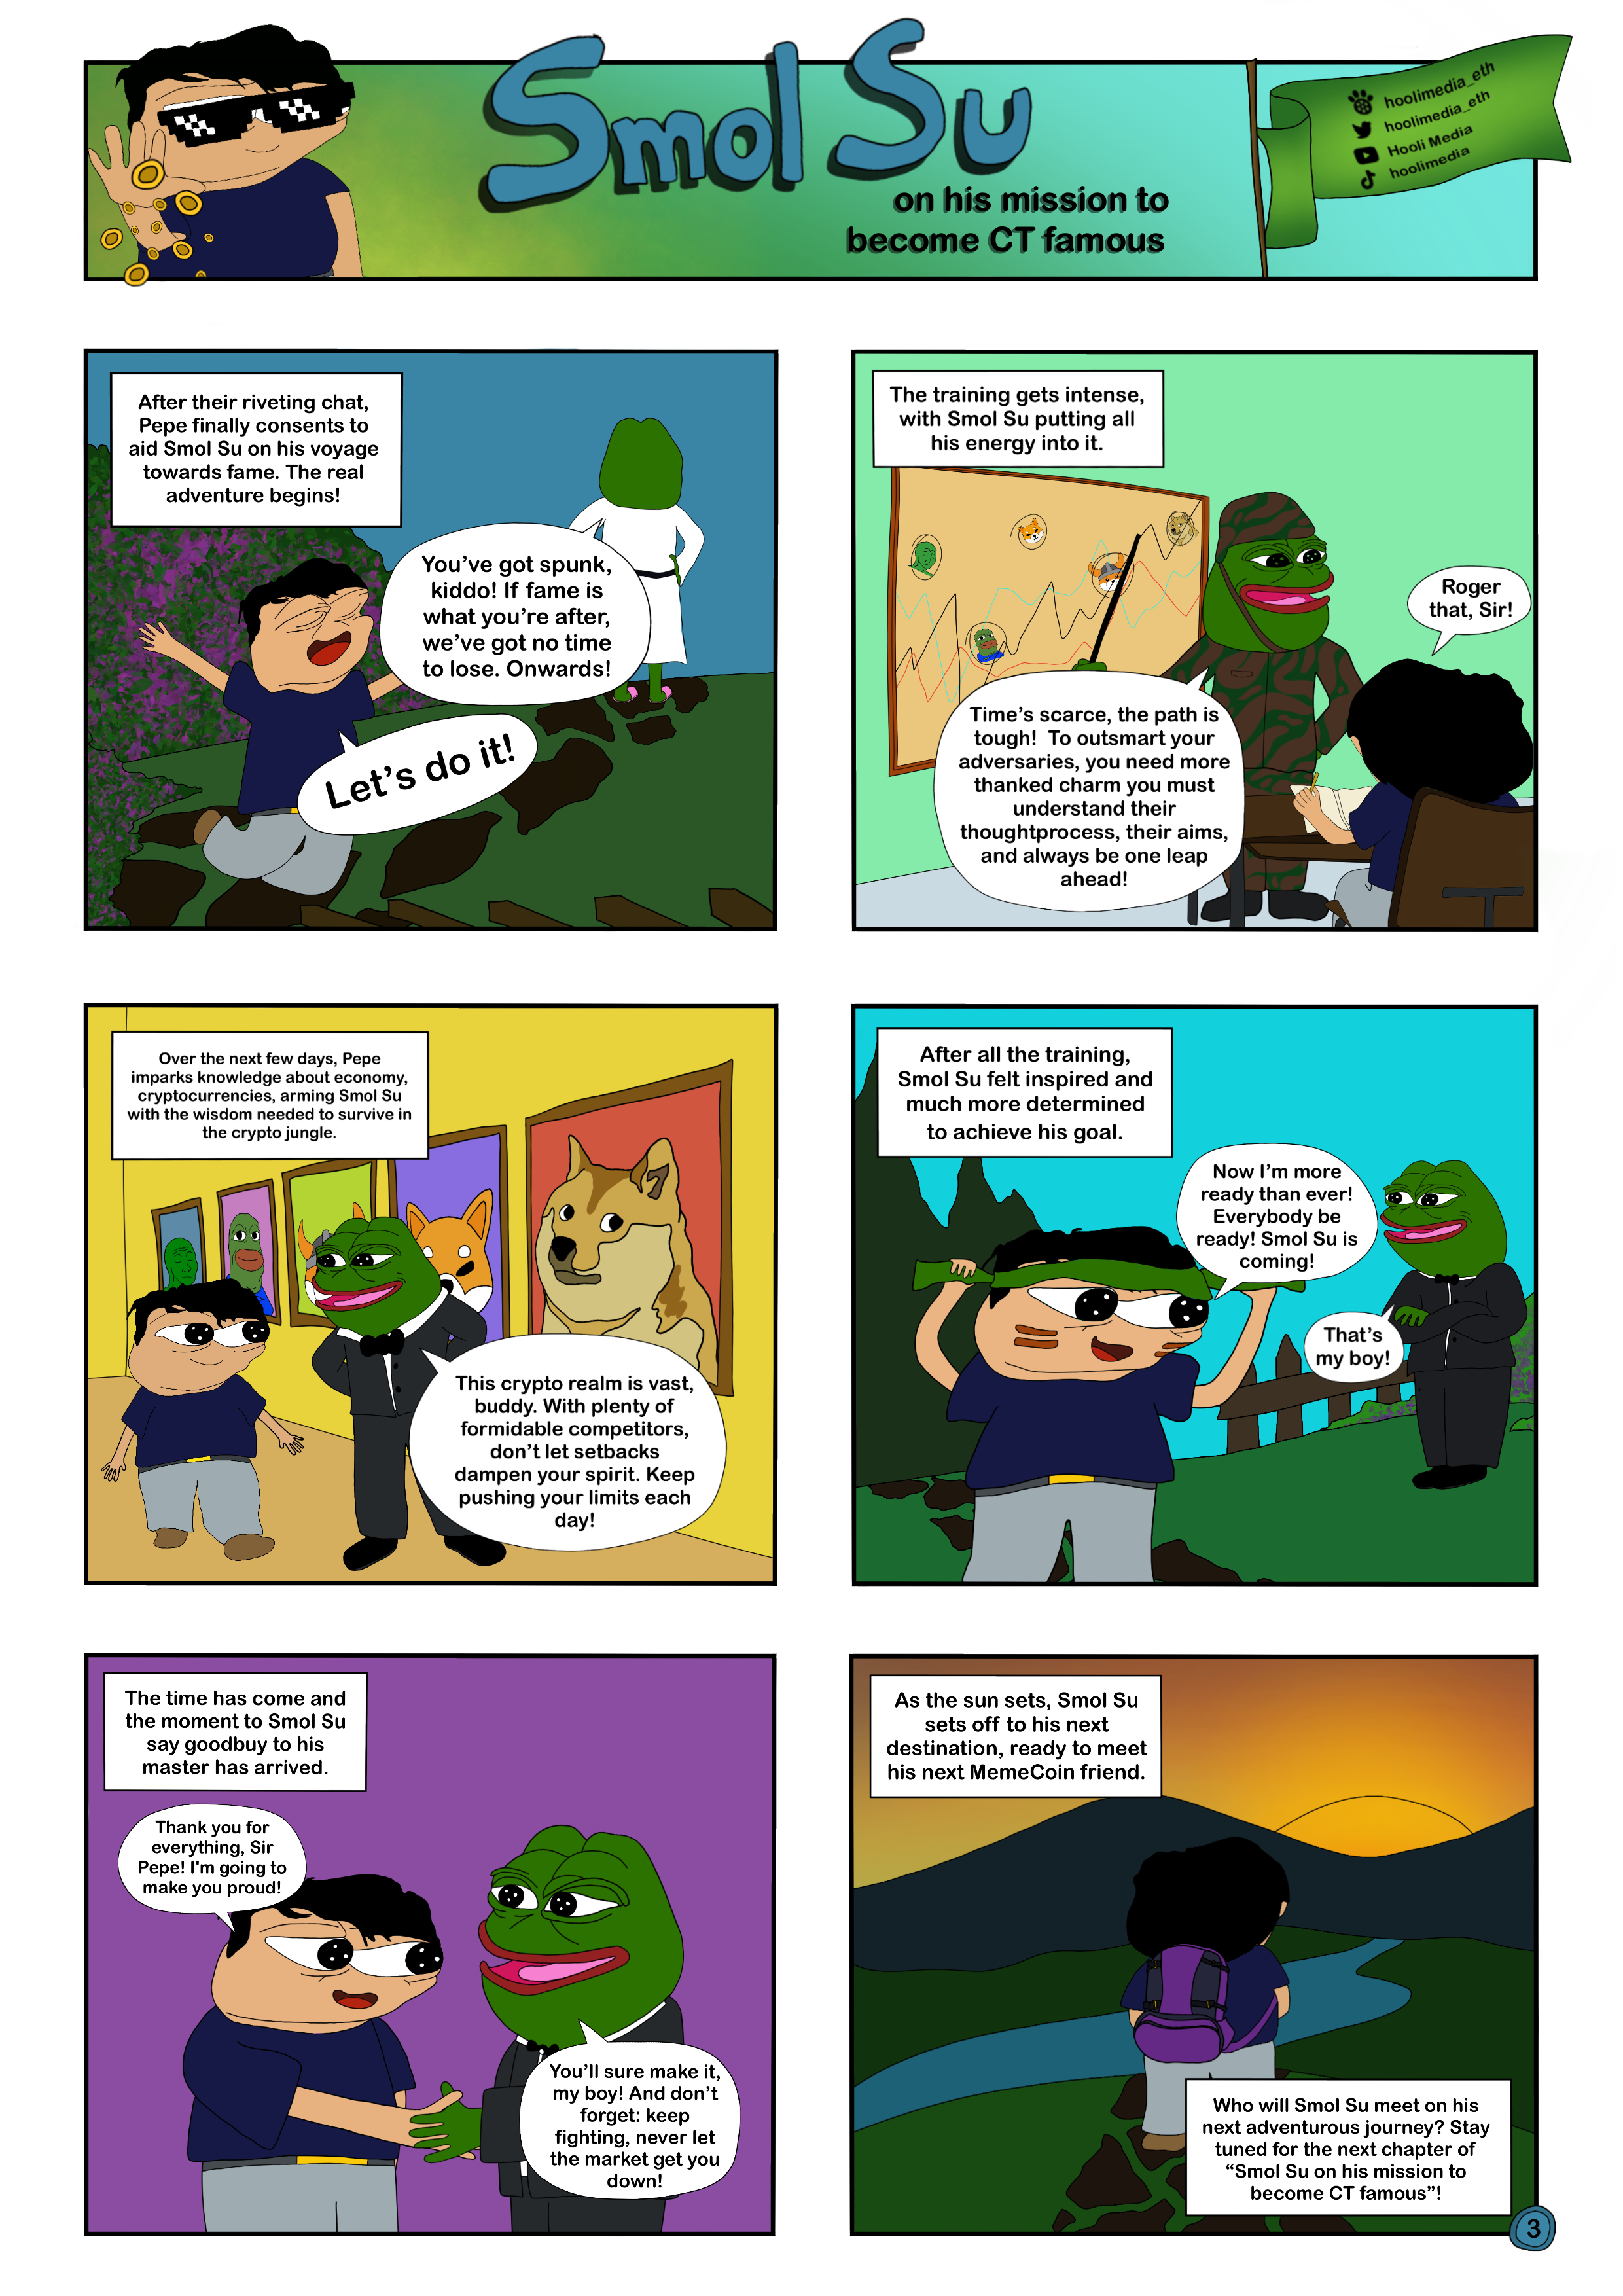 Smol Su
on his mission to
become CT famous
hoolimedia_eth
hoolimedia_eth
Hooli Media
hoolimedia
After their riveting chat,
Pepe finally consents to
aid Smol Su on his voyage
towards fame. The real
adventure begins!
You've got spunk,
kiddo! If fame is
what you're after,
we've got no time
to lose. Onwards!
Let's do it!
The training gets intense,
with Smol Su putting all
his energy into it.
Roger
that, Sir!
Time's scarce, the path is
tough! To outsmart your
adversaries, you need more
thanked charm you must
understand their
thoughtprocess, their aims,
and always be one leap
ahead!
Over the next few days, Pepe
imparks knowledge about economy,
cryptocurrencies, arming Smol Su
with the wisdom needed to survive in
the crypto jungle.
This crypto realm is vast,
buddy. With plenty of
formidable competitors,
don't let setbacks
dampen your spirit. Keep
pushing your limits each
day!
After all the training,
Smol Su felt inspired and
much more determined
to achieve his goal.
Now I'm more
ready than ever!
Everybody be
ready! Smol Su is
coming!
That's
my boy!
The time has come and
the moment to Smol Su
say goodbuy to his
master has arrived.
Thank you for
everything, Sir
Pepe! I'm going to
make you proud!
You'll sure make it,
my boy! And don't
forget: keep
fighting, never let
the market get you
down!
As the sun sets, Smol Su
sets off to his next
destination, ready to meet
his next MemeCoin friend.
Who will Smol Su meet on his
next adventurous journey? Stay
tuned for the next chapter of
“Smol Su on his mission to
become CT famous”!
3